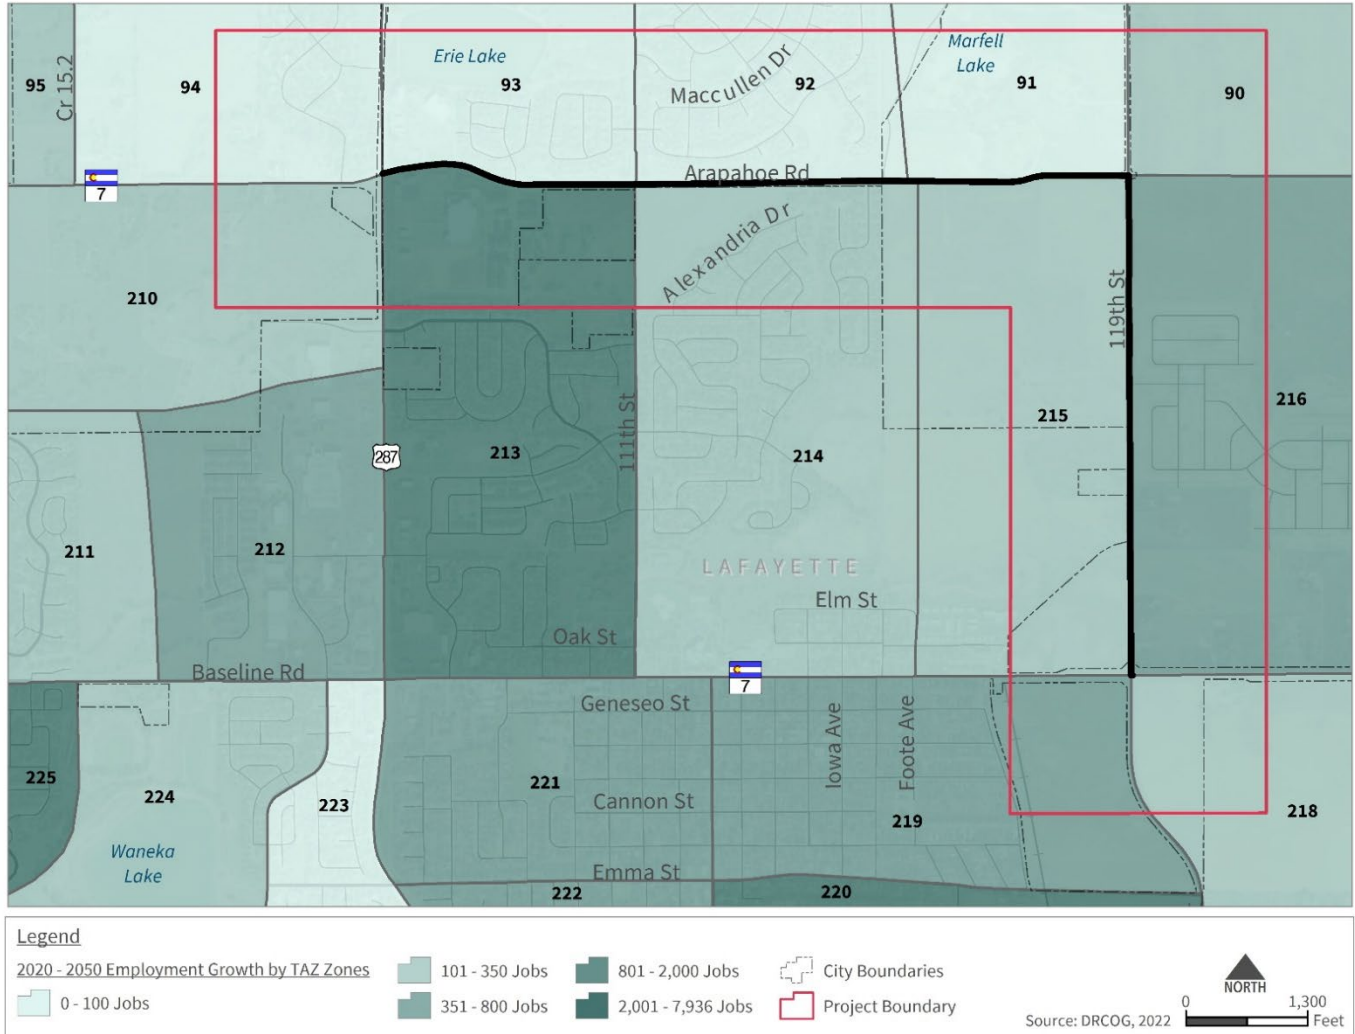 Erie Lake
Marfell
Lake
95
Cr 15.2
94
93
Maccullen Dr
92
91
90
7
Arapahoe Rd
Alexandria Dr
210
119th St
111th St
215
216
287
213
214
211
212
LAFAYETTE
Elm St
Oak St
Baseline Rd
7
Geneseo St
Iowa Ave
Foote Ave
225
224
223
221
Cannon St
219
218
Waneka
Lake
Emma St
222
220
Legend
2020 - 2050 Employment Growth by TAZ Zones
0 - 100 Jobs
101 - 350 Jobs
351 - 800 Jobs
801 - 2,000 Jobs
2,001 - 7,936 Jobs
City Boundaries
Project Boundary
NORTH
0 1,300
Source: DRCOG, 2022 Feet